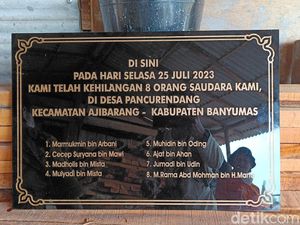 DI SINI
PADA HARI SELASA 25 JULI 2023
KAMI TELAH KEHILANGAN 8 ORANG SAUDARA KAMI,
DI DESA PANCURENDANG
KECAMATAN AJIBARANG - KABUPATEN BANYUMAS
1. Marmukmin bin Arbani
2. Cecep Suryana bin Mawi
3. Madholis bin Mista
4. Mulyadi bin Mista
5. Muhidin bin Oding
6. Ajat bin Ahan
7. Jumadi bin Udin
8. M.Rama Abd Mohman bin H.Marta
detikcom